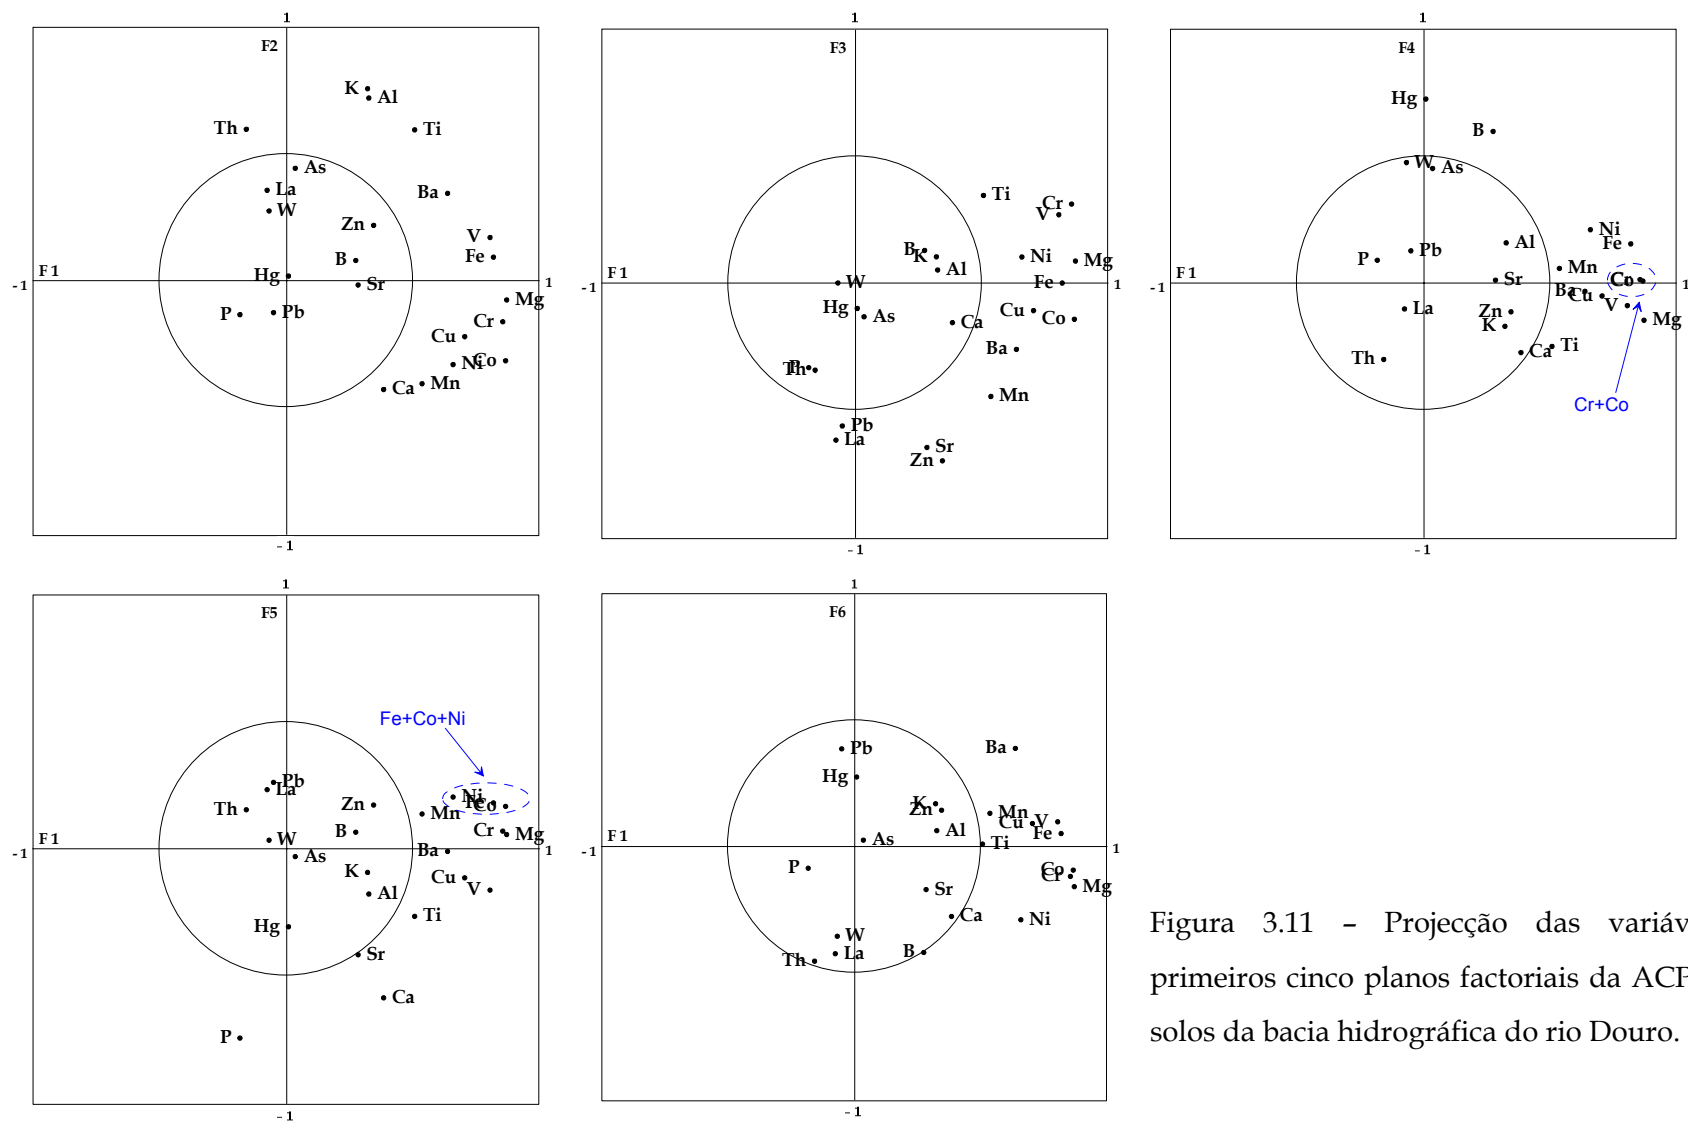 1
F2
K
Al
Th
Ti
As
La
Ba
W
Zn
V
B
Fe
Hg
F1
-1
1
Sr
Mg
P
Pb
Cr
Cu
Ni
Co
Mn
Ca
-1
1
F3
Ti
Cr
V
B
K
Ni
Mg
Al
F1
-1
1
W
Fe
Hg
As
Cu
Co
Ca
Ba
P
Th
Mn
Pb
La
Sr
Zn
-1
1
F4
Hg
B
W
As
Ni
Al
Fe
Pb
P
Mn
F1
-1
1
Sr
Cr
Co
Ba
Cu
La
Zn
V
K
Mg
Th
Ca
Ti
Cr+Co
-1
1
F5
Fe+Co+Ni
Pb
La
Ni
Fe
Co
Th
Zn
Mn
B
Cr
Mg
F1
W
-1
1
As
Ba
K
Cu
Al
V
Ti
Hg
Sr
Ca
P
-1
1
F6
Pb
Ba
Hg
K
Zn
Mn
Cu
V
Al
Fe
F1
As
Ti
-1
1
P
Co
Cr
Mg
Sr
Ca
Ni
W
La
B
Th
-1
Figura 3.11 – Projecção das variáv
primeiros cinco planos factoriais da ACP
solos da bacia hidrográfica do rio Douro.